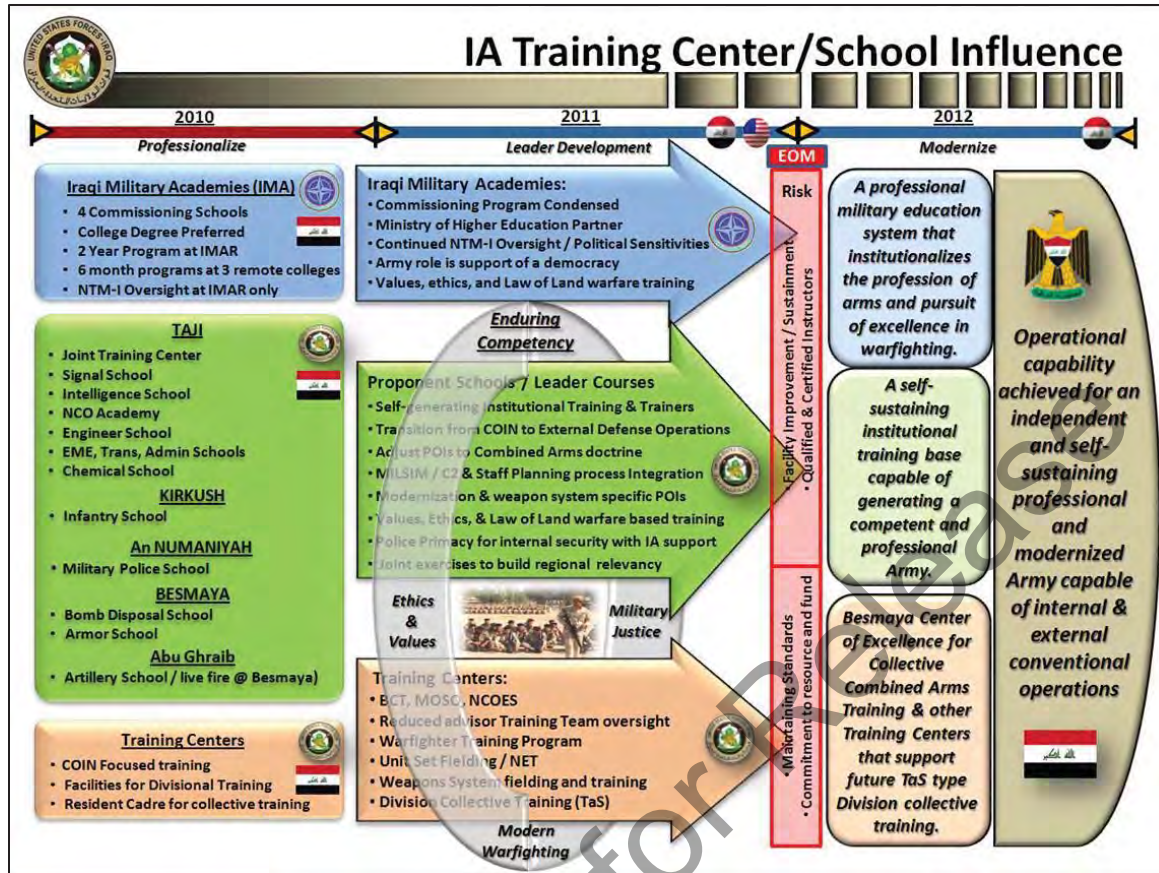 UNITED STATES FORCES-IRAQ
IA Training Center/School Influence
2010
Professionalize
2011
Leader Development
2012
Modernize
EOM
Iraqi Military Academies (IMA)
• 4 Commissioning Schools
• College Degree Preferred
• 2 Year Program at IMAR
• 6 month programs at 3 remote colleges
• NTM-I Oversight at IMAR only
TAJI
• Joint Training Center
• Signal School
• Intelligence School
• NCO Academy
• Engineer School
• EME, Trans, Admin Schools
• Chemical School
KIRKUSH
• Infantry School
An NUMANIYAH
• Military Police School
BESMAYA
• Bomb Disposal School
• Armor School
Abu Ghraib
• Artillery School / live fire @ Besmaya)
Training Centers
• COIN Focused training
• Facilities for Divisional Training
• Resident Cadre for collective training
Iraqi Military Academies:
• Commissioning Program Condensed
• Ministry of Higher Education Partner
• Continued NTM-I Oversight / Political Sensitivities
• Army role is support of a democracy
• Values, ethics, and Law of Land warfare training
Enduring
Competency
Proponent Schools / Leader Courses
• Self-generating Institutional Training & Trainers
• Transition from COIN to External Defense Operations
• Adjust POIs to Combined Arms doctrine
• MILSIM / C2 & Staff Planning process Integration
• Modernization & weapon system specific POIs
• Values, Ethics, & Law of Land warfare based training
• Police Primacy for internal security with IA support
• Joint exercises to build regional relevancy
Ethics
&
Values
Military
Justice
Training Centers:
• BCT, MOSQ, NCOES
• Reduced advisor Training Team oversight
• Warfighter Training Program
• Unit Set Fielding / NET
• Weapons System fielding and training
• Division Collective Training (TaS)
Modern
Warfighting
Risk
• Facility Improvement / Sustainment
• Qualified & Certified Instructors
• Maintaining Standards
• Commitment to resource and fund
A professional
military education
system that
institutionalizes
the profession of
arms and pursuit
of excellence in
warfighting.
A self-
sustaining
institutional
training base
capable of
generating a
competent and
professional
Army.
Besmaya Center
of Excellence for
Collective
Combined Arms
Training & other
Training Centers
that support
future TaS type
Division collective
training.
Operational
capability
achieved for an
independent
and self-
sustaining
professional
and
modernized
Army capable
of internal &
external
conventional
operations
for Release